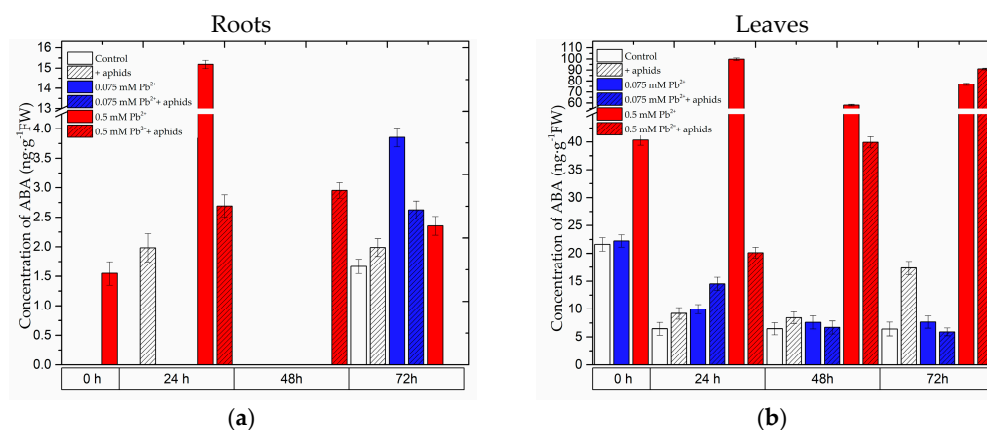 Roots
Leaves
Concentration of ABA (ng·g⁻¹FW)
16
15
14
13
4.0
3.5
3.0
2.5
2.0
1.5
1.0
0.5
0.0
Control
+ aphids
0.075 mM Pb²⁺
0.075 mM Pb²⁺+ aphids
0.5 mM Pb²⁺
0.5 mM Pb²⁺+ aphids
0 h
24 h
48h
72h
(a)
Concentration of ABA (ng·g⁻¹FW)
100
90
80
70
60
40
35
30
25
20
15
10
5
0
Control
+ aphids
0.075 mM Pb²⁺
0.075 mM Pb²⁺+ aphids
0.5 mM Pb²⁺
0.5 mM Pb²⁺+ aphids
0 h
24 h
48h
72h
(b)